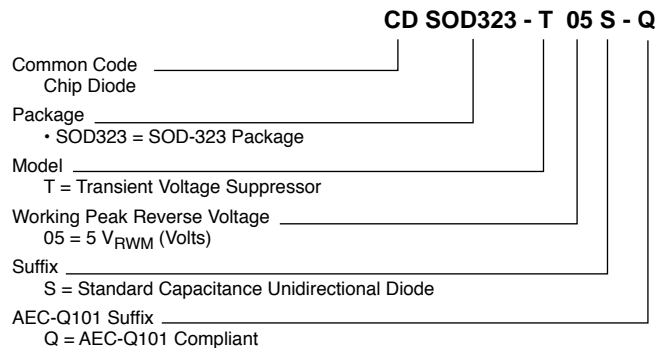 CD SOD323 - T 05 S - Q
Common Code
Chip Diode
Package
• SOD323 = SOD-323 Package
Model
T = Transient Voltage Suppressor
Working Peak Reverse Voltage
05 = 5 VRWM (Volts)
Suffix
S = Standard Capacitance Unidirectional Diode
AEC-Q101 Suffix
Q = AEC-Q101 Compliant